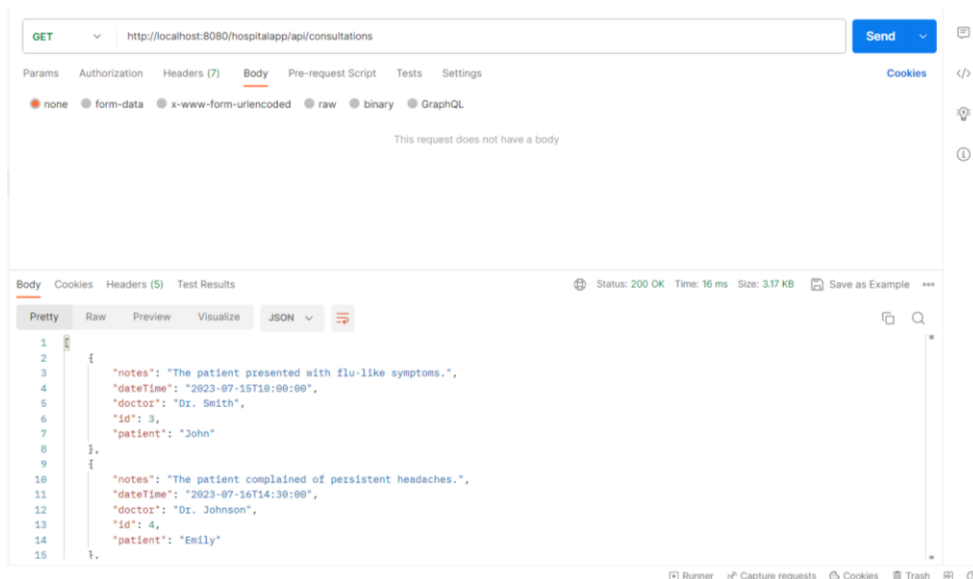 GET http://localhost:8080/hospitalapp/api/consultations Send
Params Authorization Headers (7) Body Pre-request Script Tests Settings Cookies
none form-data x-www-form-urlencoded raw binary GraphQL
This request does not have a body
Body Cookies Headers (5) Test Results Status: 200 OK Time: 16 ms Size: 3.17 KB Save as Example
Pretty Raw Preview Visualize JSON
1 [
2 {
3 "notes": "The patient presented with flu-like symptoms.",
4 "dateTime": "2023-07-15T10:00:00",
5 "doctor": "Dr. Smith",
6 "id": 3,
7 "patient": "John"
8 },
9 {
10 "notes": "The patient complained of persistent headaches.",
11 "dateTime": "2023-07-16T14:30:00",
12 "doctor": "Dr. Johnson",
13 "id": 4,
14 "patient": "Emily"
15 },
Runner Capture requests Cookies Trash